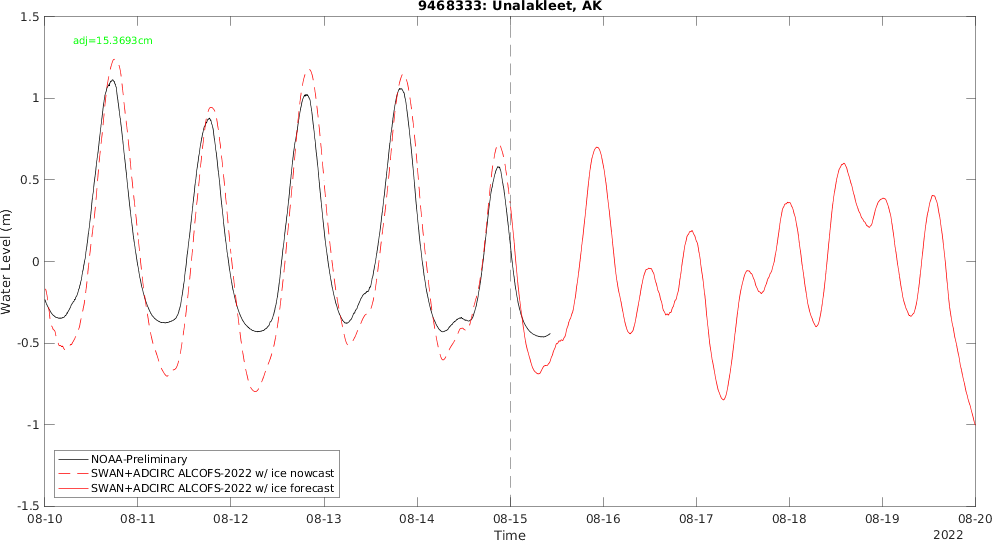 9468333: Unalakleet, AK
adj=15.3693cm
1.5
1
0.5
0
-0.5
-1
-1.5
Water Level (m)
NOAA-Preliminary
SWAN+ADCIRC ALCOFS-2022 w/ ice nowcast
SWAN+ADCIRC ALCOFS-2022 w/ ice forecast
08-10 08-11 08-12 08-13 08-14 08-15 08-16 08-17 08-18 08-19 08-20
Time
2022